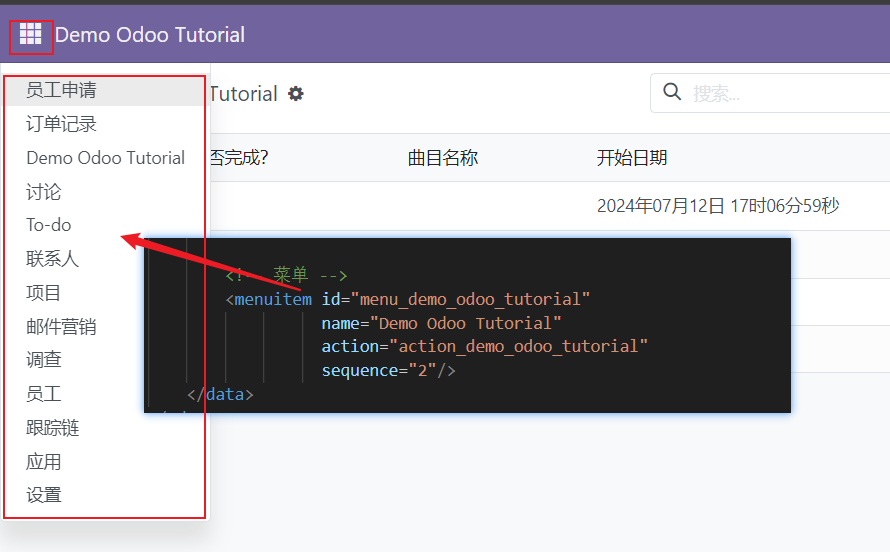 Demo Odoo Tutorial
Tutorial
搜索...
员工申请
订单记录
Demo Odoo Tutorial
讨论
To-do
联系人
项目
邮件营销
调查
员工
跟踪链
应用
设置
否完成? 曲目名称 开始日期
2024年07月12日 17时06分59秒
菜单 -->
<menuitem id="menu_demo_odoo_tutorial"
name="Demo Odoo Tutorial"
action="action_demo_odoo_tutorial"
sequence="2"/>
</data>